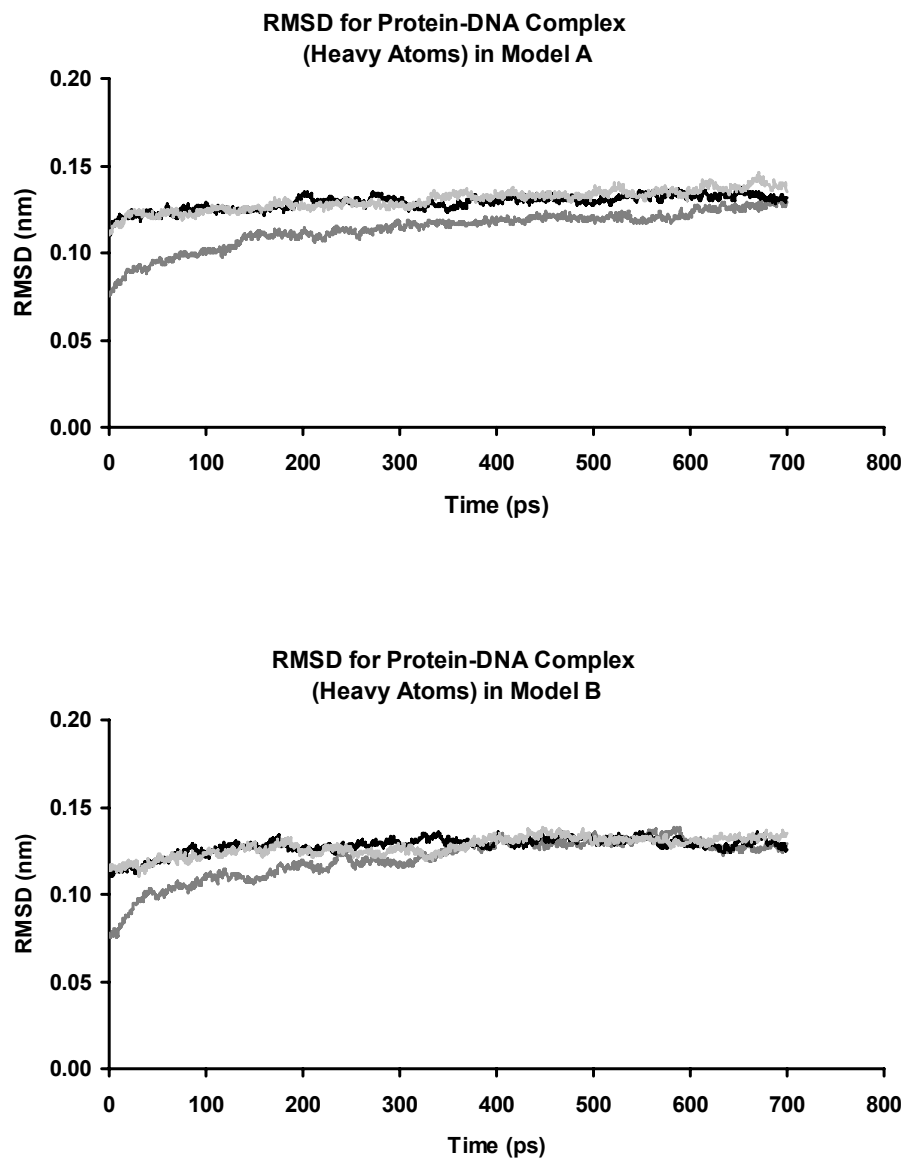 RMSD for Protein-DNA Complex
(Heavy Atoms) in Model A
0.20
0.15
0.10
0.05
0.00
RMSD (nm)
0 100 200 300 400 500 600 700 800
Time (ps)
RMSD for Protein-DNA Complex
(Heavy Atoms) in Model B
0.20
0.15
0.10
0.05
0.00
RMSD (nm)
0 100 200 300 400 500 600 700 800
Time (ps)